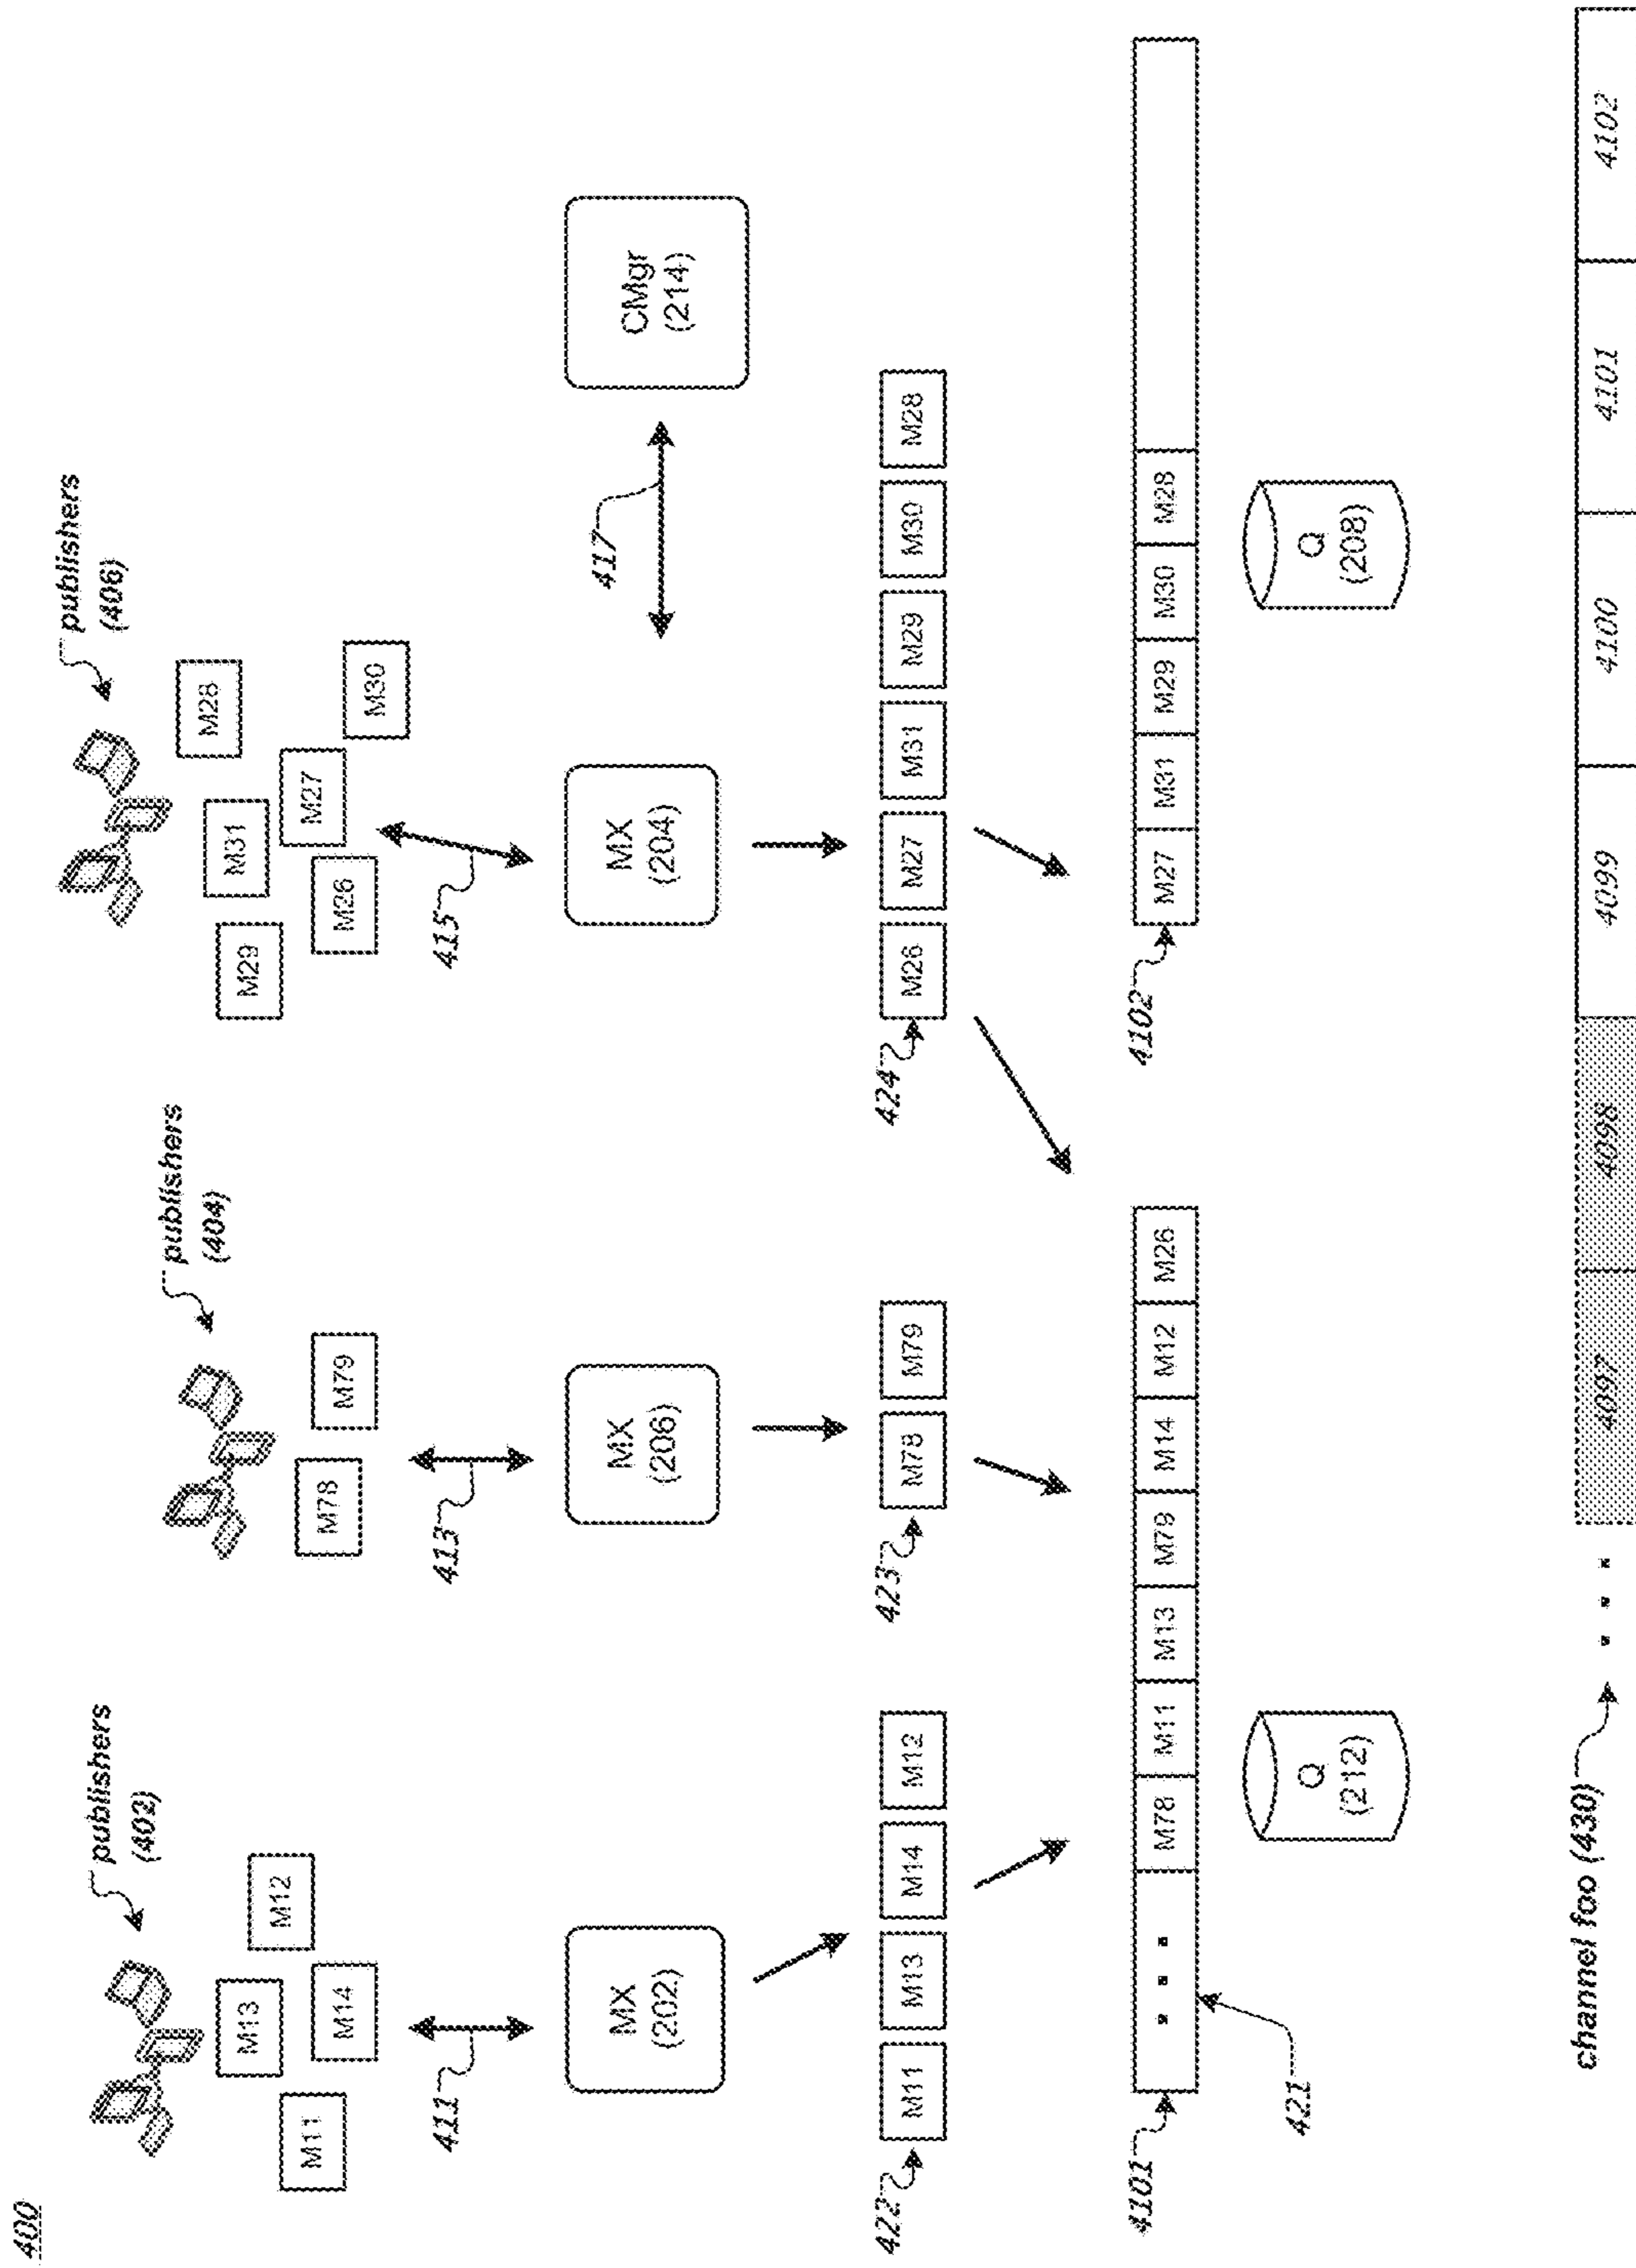 400
publishers
(402)
publishers
(404)
publishers
(406)
M11
M13
M14
M12
M78
M79
M29
M31
M26
M27
M28
M30
411
413
415
417
MX
(202)
MX
(206)
MX
(204)
CMgr
(214)
422
M11
M13
M14
M12
423
M78
M79
424
M26
M27
M31
M29
M30
M28
4101
M78
M11
M13
M79
M14
M12
M26
421
4102
M27
M31
M29
M30
M28
Q
(212)
Q
(208)
channel foo (430)
4097
4098
4099
4100
4101
4102